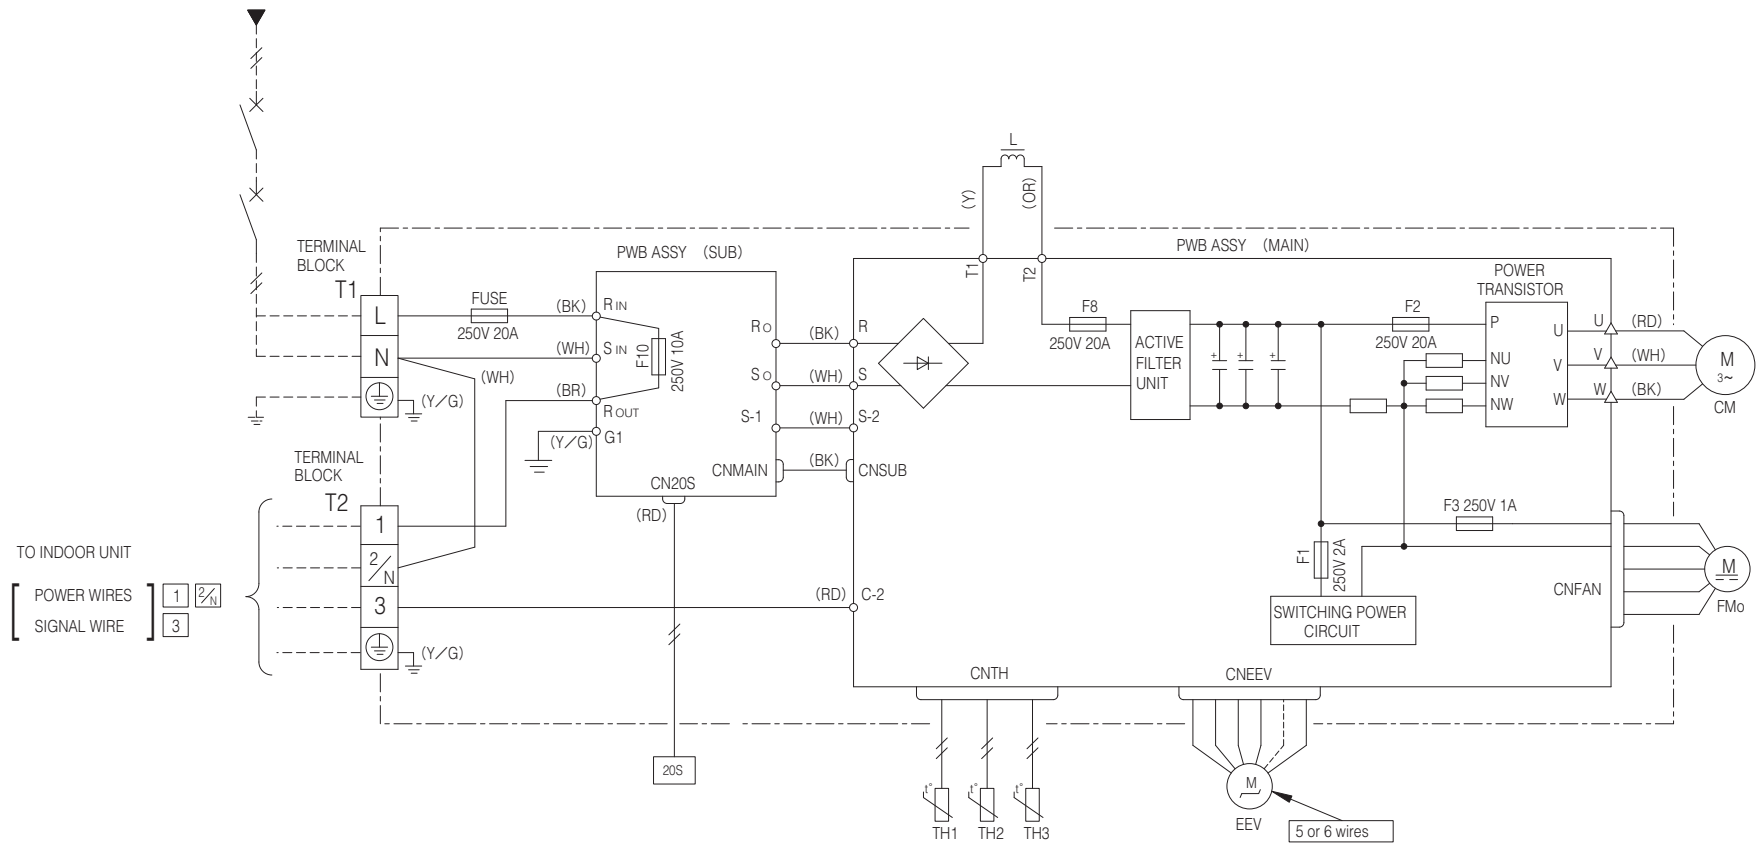 L
(Y)
(OR)
TERMINAL
BLOCK
T1
PWB ASSY (SUB)
PWB ASSY (MAIN)
T1
T2
POWER
TRANSISTOR
L
FUSE
250V 20A
(BK)
R IN
F10
250V 10A
RO
(BK)
R
F8
250V 20A
ACTIVE
FILTER
UNIT
+
+
+
F2
250V 20A
P
NU
NV
NW
U
V
W
U
V
W
(RD)
(WH)
(BK)
M
3~
CM
N
(WH)
S IN
(WH)
SO
(WH)
S
(Y/G)
(BR)
R OUT
S-1
(WH)
S-2
(Y/G)
G1
CNMAIN
(BK)
CNSUB
TERMINAL
BLOCK
T2
CN20S
(RD)
1
2/N
3
(Y/G)
TO INDOOR UNIT
POWER WIRES
1
2/N
SIGNAL WIRE
3
(RD)
C-2
F3 250V 1A
F1
250V 2A
SWITCHING POWER
CIRCUIT
CNFAN
M
FMo
CNTH
CNEEV
20S
t°
t°
t°
TH1
TH2
TH3
M
EEV
5 or 6 wires